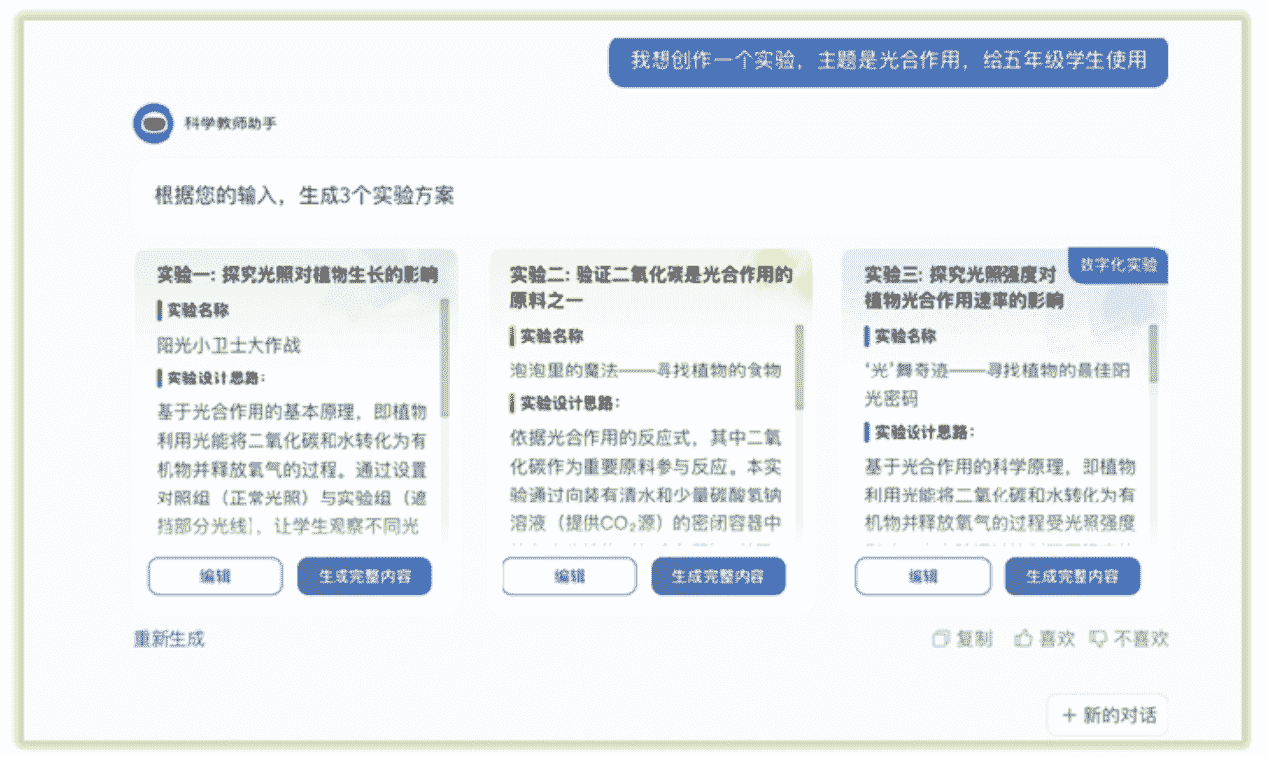 我想创作一个实验，主题是光合作用，给五年级学生使用
科学教师助手
根据您的输入，生成3个实验方案
实验一: 探究光照对植物生长的影响
实验名称
阳光小卫士大作战
实验设计思路:
基于光合作用的基本原理，即植物
利用光能将二氧化碳和水转化为有
机物并释放氧气的过程。通过设置
对照组（正常光照）与实验组（遮
挡部分光线），让学生观察不同光
编辑
生成完整内容
实验二: 验证二氧化碳是光合作用的
原料之一
实验名称
泡泡里的魔法——寻找植物的食物
实验设计思路:
依据光合作用的反应式，其中二氧
化碳作为重要原料参与反应。本实
验通过向装有清水和少量碳酸氢钠
溶液（提供CO₂源）的密闭容器中
编辑
生成完整内容
数字化实验
实验三: 探究光照强度对
植物光合作用速率的影响
实验名称
‘光’舞奇迹——寻找植物的最佳阳
光密码
实验设计思路:
基于光合作用的科学原理，即植物
利用光能将二氧化碳和水转化为有
机物并释放氧气的过程受光照强度
编辑
生成完整内容
重新生成
复制 喜欢 不喜欢
+ 新的对话